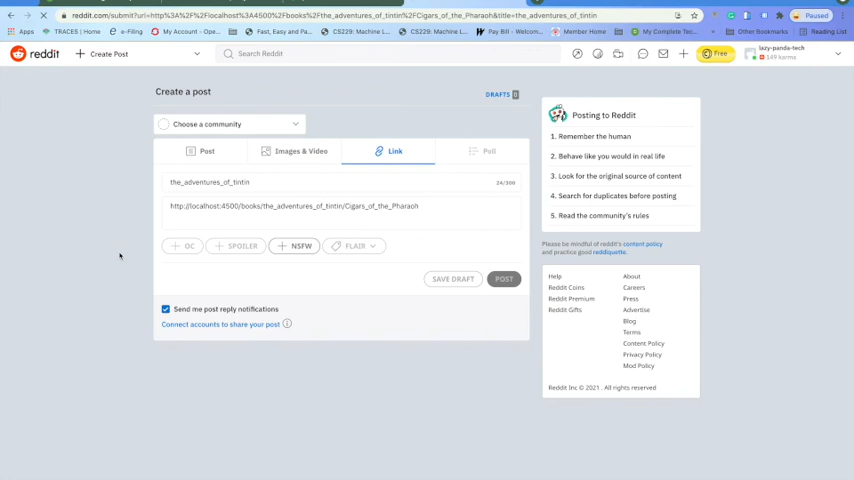 reddit.com/submit?url=http%3A%2F%2Flocalhost%3A4500%2Fbooks%2Fthe_adventures_of_tintin%2FCigars_of_the_Pharaoh&title=the_adventures_of_tintin
Paused
Apps TRACES | Home e-Filing My Account - Ope... Fast, Easy and Pa... CS229: Machine L... CS229: Machine L... Pay Bill - Welcom... Member Home My Complete Tec... Other Bookmarks Reading List
reddit Create Post Search Reddit Free lazy-panda-tech
149 karma
Create a post
DRAFTS 0
Choose a community
Post Images & Video Link Poll
the_adventures_of_tintin 24/300
http://localhost:4500/books/the_adventures_of_tintin/Cigars_of_the_Pharaoh
OC SPOILER NSFW FLAIR
SAVE DRAFT POST
Send me post reply notifications
Connect accounts to share your post
Posting to Reddit
1. Remember the human
2. Behave like you would in real life
3. Look for the original source of content
4. Search for duplicates before posting
5. Read the community's rules
Please be mindful of reddit's content policy
and practice good reddiquette.
Help About
Reddit Coins Careers
Reddit Premium Press
Reddit Gifts Advertise
Blog
Terms
Content Policy
Privacy Policy
Mod Policy
Reddit Inc © 2021 . All rights reserved